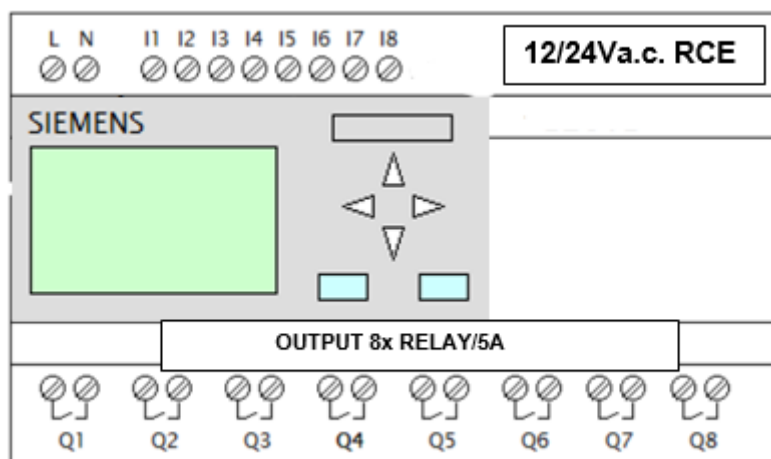 L N I1 I2 I3 I4 I5 I6 I7 I8
12/24Va.c. RCE
SIEMENS
OUTPUT 8x RELAY/5A
Q1 Q2 Q3 Q4 Q5 Q6 Q7 Q8